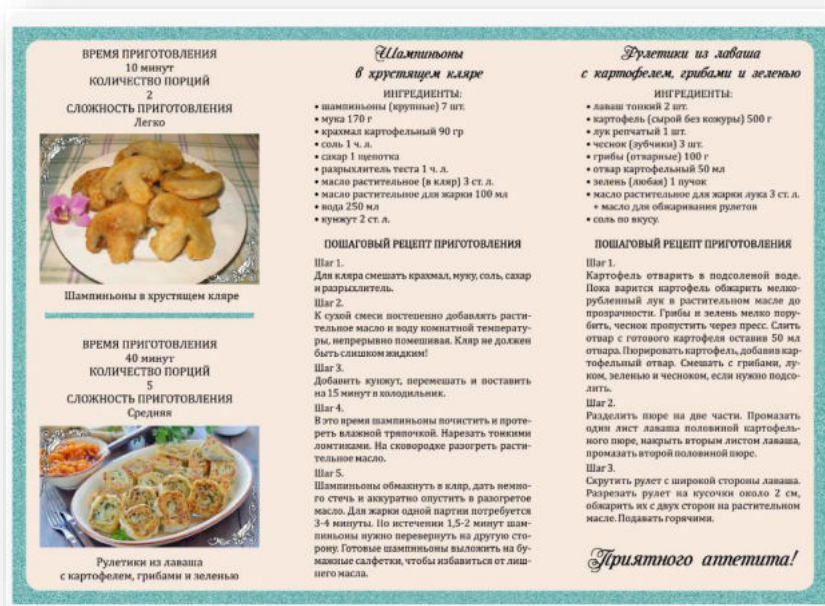 ВРЕМЯ ПРИГОТОВЛЕНИЯ
10 минут
КОЛИЧЕСТВО ПОРЦИЙ
2
СЛОЖНОСТЬ ПРИГОТОВЛЕНИЯ
Легко
Шампиньоны в хрустящем кляре
ВРЕМЯ ПРИГОТОВЛЕНИЯ
40 минут
КОЛИЧЕСТВО ПОРЦИЙ
5
СЛОЖНОСТЬ ПРИГОТОВЛЕНИЯ
Средняя
Рулетики из лаваша
с картофелем, грибами и зеленью
Шампиньоны
в хрустящем кляре
ИНГРЕДИЕНТЫ:
• шампиньоны (крупные) 7 шт.
• мука 170 г
• крахмал картофельный 90 гр
• соль 1 ч. л.
• сахар 1 щепотка
• разрыхлитель теста 1 ч. л.
• масло растительное (в кляр) 3 ст. л.
• масло растительное для жарки 100 мл
• вода 250 мл
• кунжут 2 ст. л.
ПОШАГОВЫЙ РЕЦЕПТ ПРИГОТОВЛЕНИЯ
Шаг 1.
Для кляра смешать крахмал, муку, соль, сахар
и разрыхлитель.
Шаг 2.
К сухой смеси постепенно добавлять расти-
тельное масло и воду комнатной температу-
ры, непрерывно помешивая. Кляр не должен
быть слишком жидким!
Шаг 3.
Добавить кунжут, перемешать и поставить
на 15 минут в холодильник.
Шаг 4.
В это время шампиньоны почистить и проте-
реть влажной тряпочкой. Нарезать тонкими
ломтиками. На сковородке разогреть расти-
тельное масло.
Шаг 5.
Шампиньоны обмакнуть в кляр, дать немно-
го стечь и аккуратно опустить в разогретое
масло. Для жарки одной партии потребуется
3-4 минуты. По истечении 1,5-2 минут шам-
пиньоны нужно перевернуть на другую сто-
рону. Готовые шампиньоны выложить на бу-
мажные салфетки, чтобы избавиться от лиш-
него масла.
Рулетики из лаваша
с картофелем, грибами и зеленью
ИНГРЕДИЕНТЫ:
• лаваш тонкий 2 шт.
• картофель (сырой без кожуры) 500 г
• лук репчатый 1 шт.
• чеснок (зубчики) 3 шт.
• грибы (отварные) 100 г
• отвар картофельный 50 мл
• зелень (любая) 1 пучок
• масло растительное для жарки лука 3 ст. л.
+ масло для обжаривания рулетов
• соль по вкусу.
ПОШАГОВЫЙ РЕЦЕПТ ПРИГОТОВЛЕНИЯ
Шаг 1.
Картофель отварить в подсоленой воде.
Пока варится картофель обжарить мелко-
рубленный лук в растительном масле до
прозрачности. Грибы и зелень мелко пору-
бить, чеснок пропустить через пресс. Слить
отвар с готового картофеля оставив 50 мл
отвара. Пюрировать картофель, добавив кар-
тофельный отвар. Смешать с грибами, лу-
ком, зеленью и чесноком, если нужно подсо-
лить.
Шаг 2.
Разделить пюре на две части. Промазать
один лист лаваша половиной картофель-
ного пюре, накрыть вторым листом лаваша,
промазать второй половиной пюре.
Шаг 3.
Скрутить рулет с широкой стороны лаваша.
Разрезать рулет на кусочки около 2 см,
обжарить их с двух сторон на растительном
масле. Подавать горячими.
Приятного аппетита!